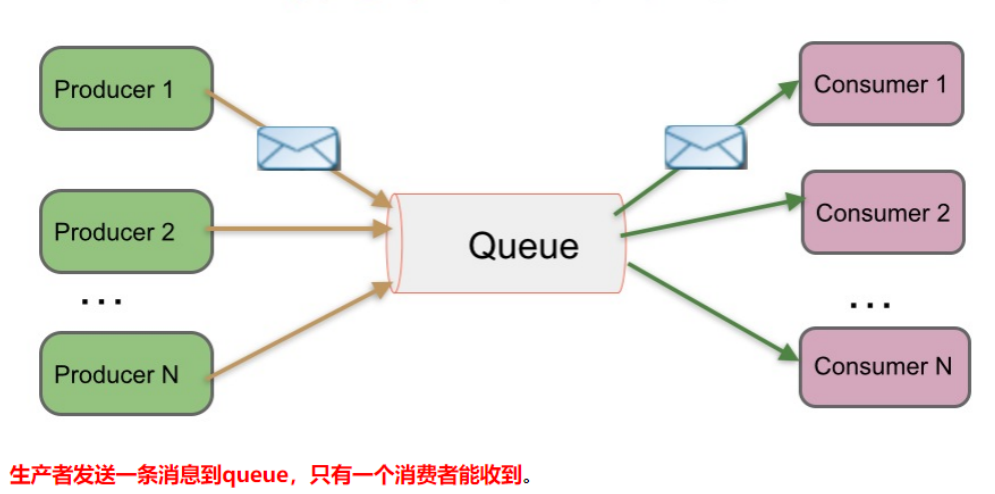 Producer 1
Consumer 1
Producer 2
Queue
Consumer 2
...
...
Producer N
Consumer N
生产者发送一条消息到queue，只有一个消费者能收到。